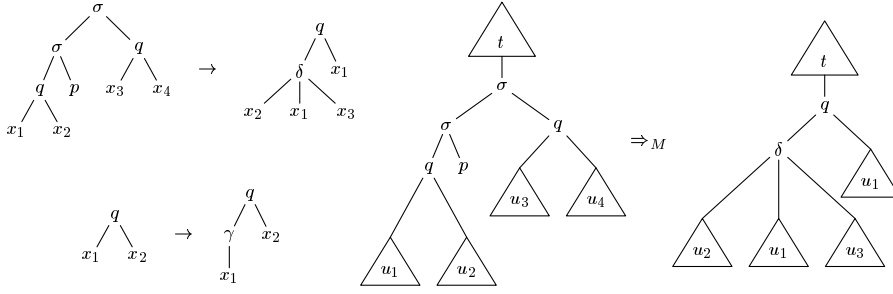 σ
σ q
q p x₃ x₄
x₁ x₂
→
q
δ x₁
x₂ x₁ x₃
q
x₁ x₂
→
q
γ x₂
x₁
t
σ
σ q
q p u₃ u₄
u₁ u₂
⇒M
t
q
δ u₁
u₂ u₁ u₃